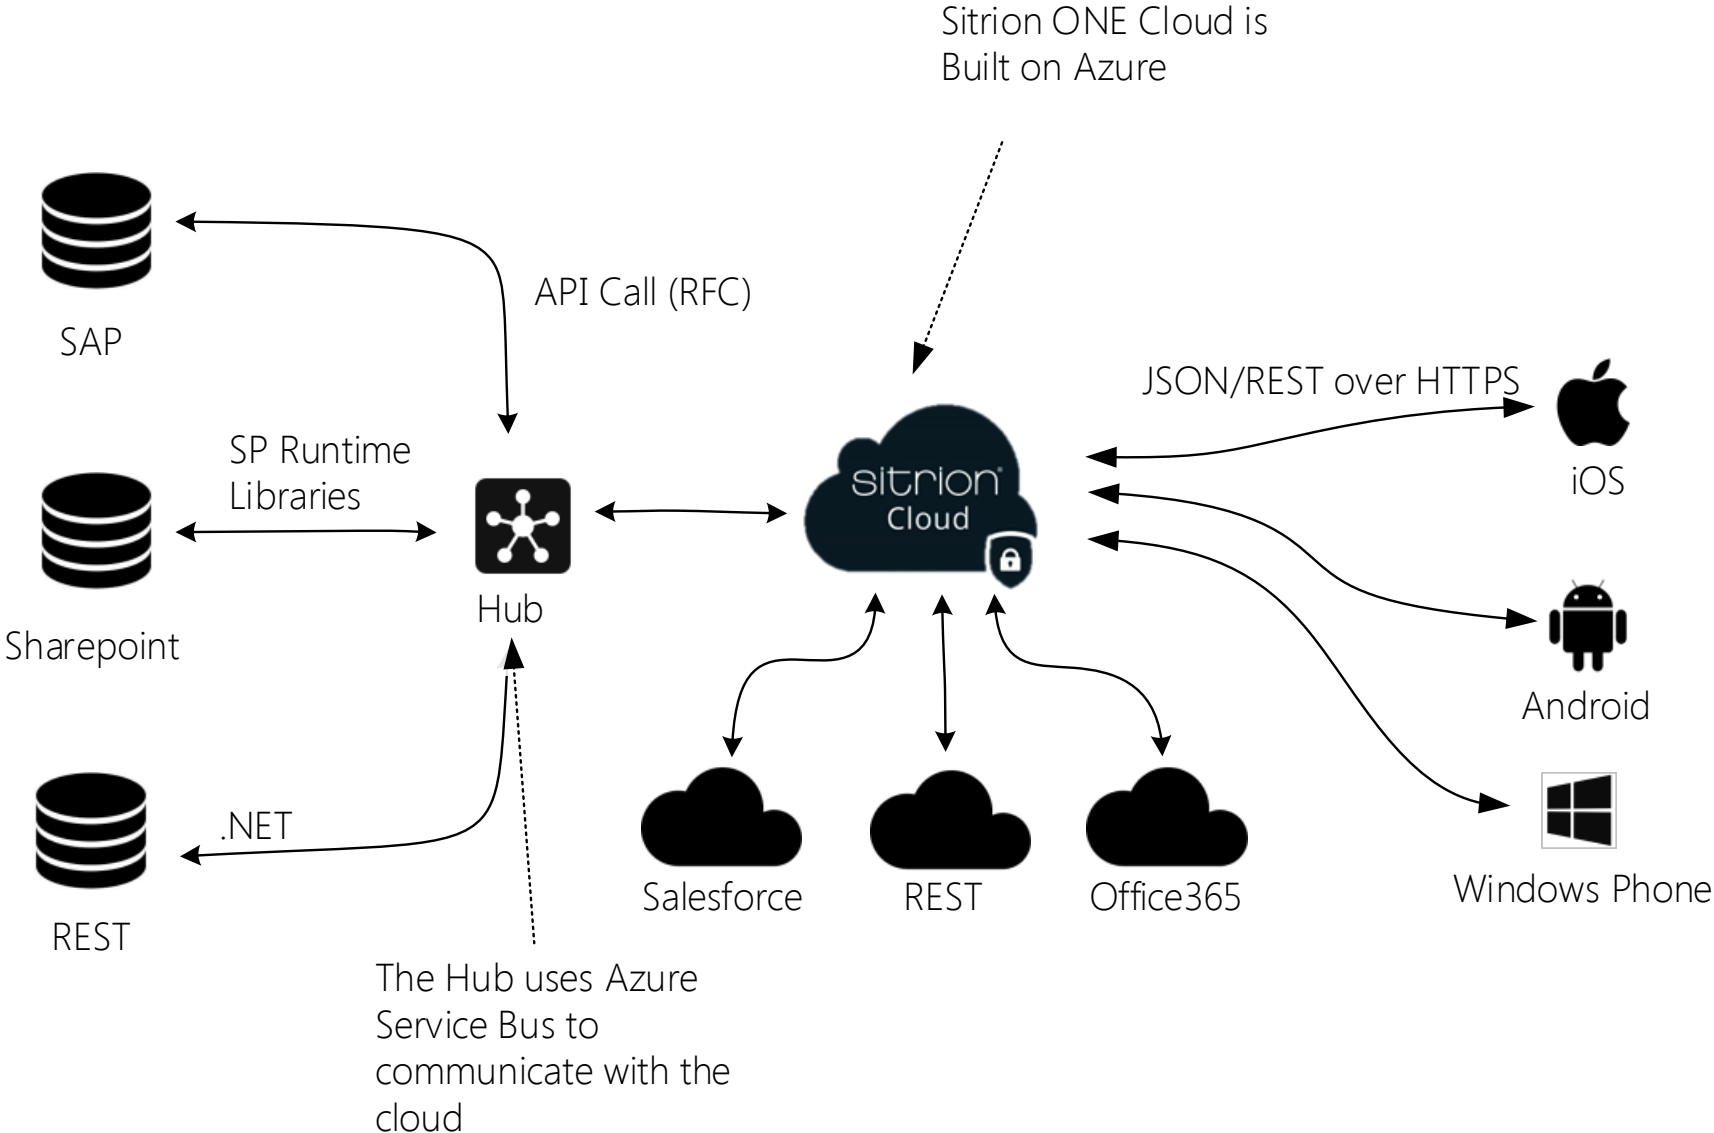 Sitrion ONE Cloud is
Built on Azure
API Call (RFC)
SAP
JSON/REST over HTTPS
SP Runtime
Libraries
sitrion®
Cloud
iOS
Hub
Sharepoint
Android
.NET
Salesforce
REST
Office365
Windows Phone
REST
The Hub uses Azure
Service Bus to
communicate with the
cloud